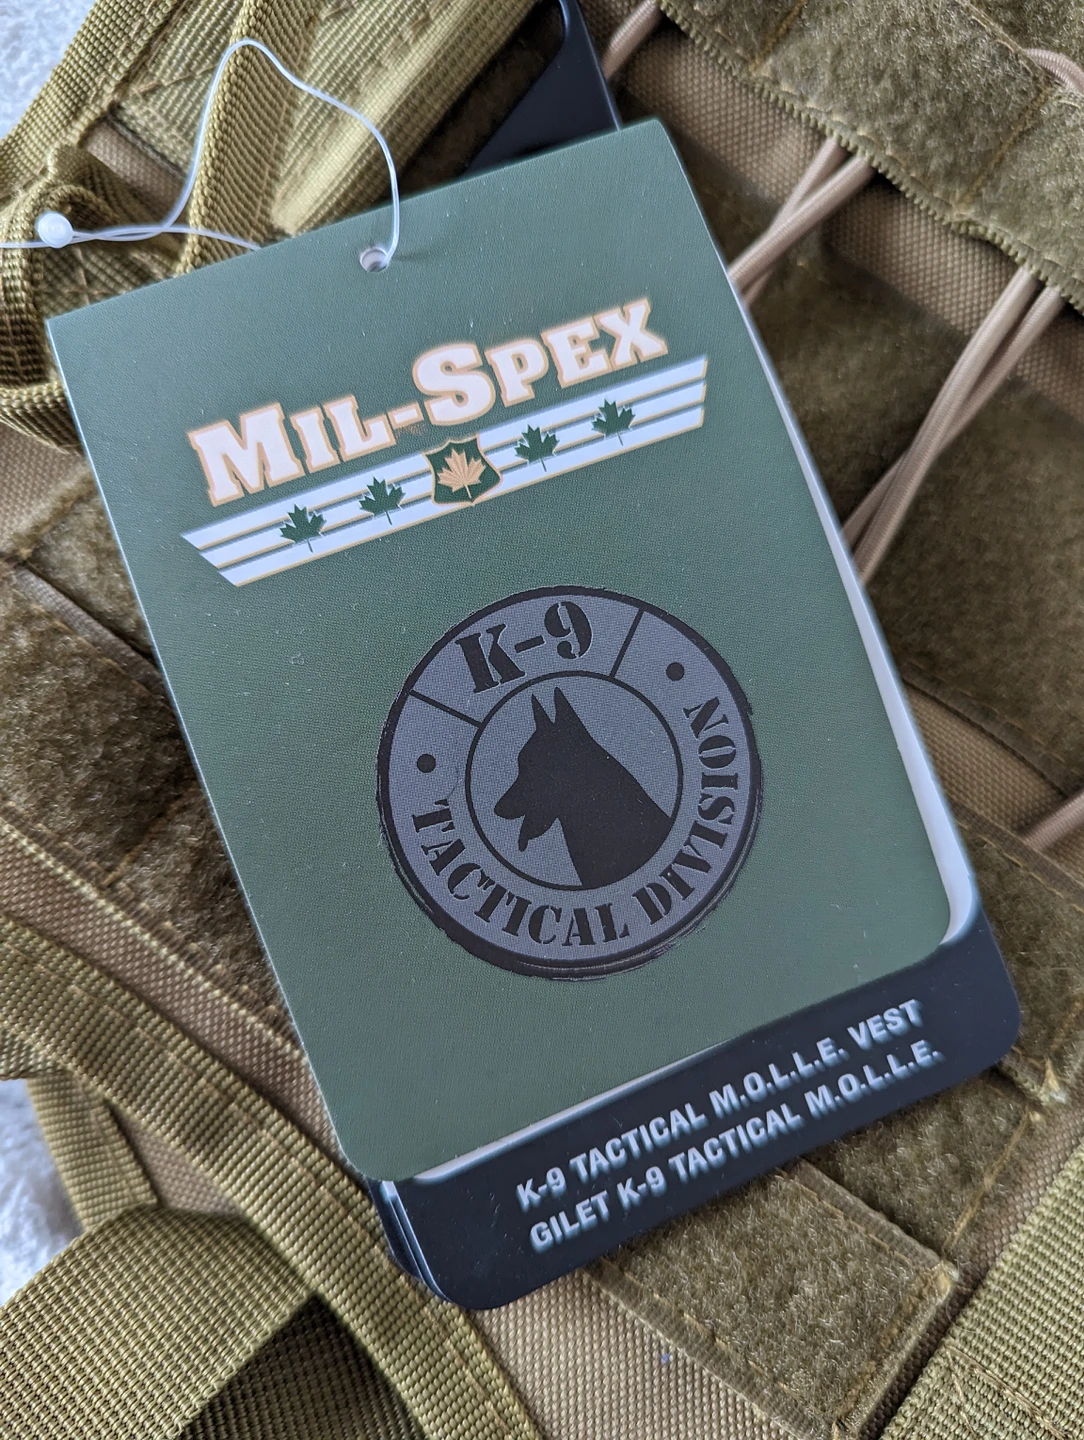 MIL-SPEX
K-9
TACTICAL DIVISION
K-9 TACTICAL M.O.L.L.E. VEST
GILET K-9 TACTICAL M.O.L.L.E.